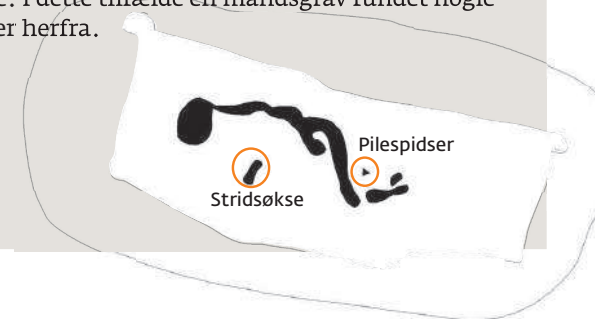 I dette tilfælde en mandsgrav fundet nogle
er herfra.
Pilespidser
Stridsøkse